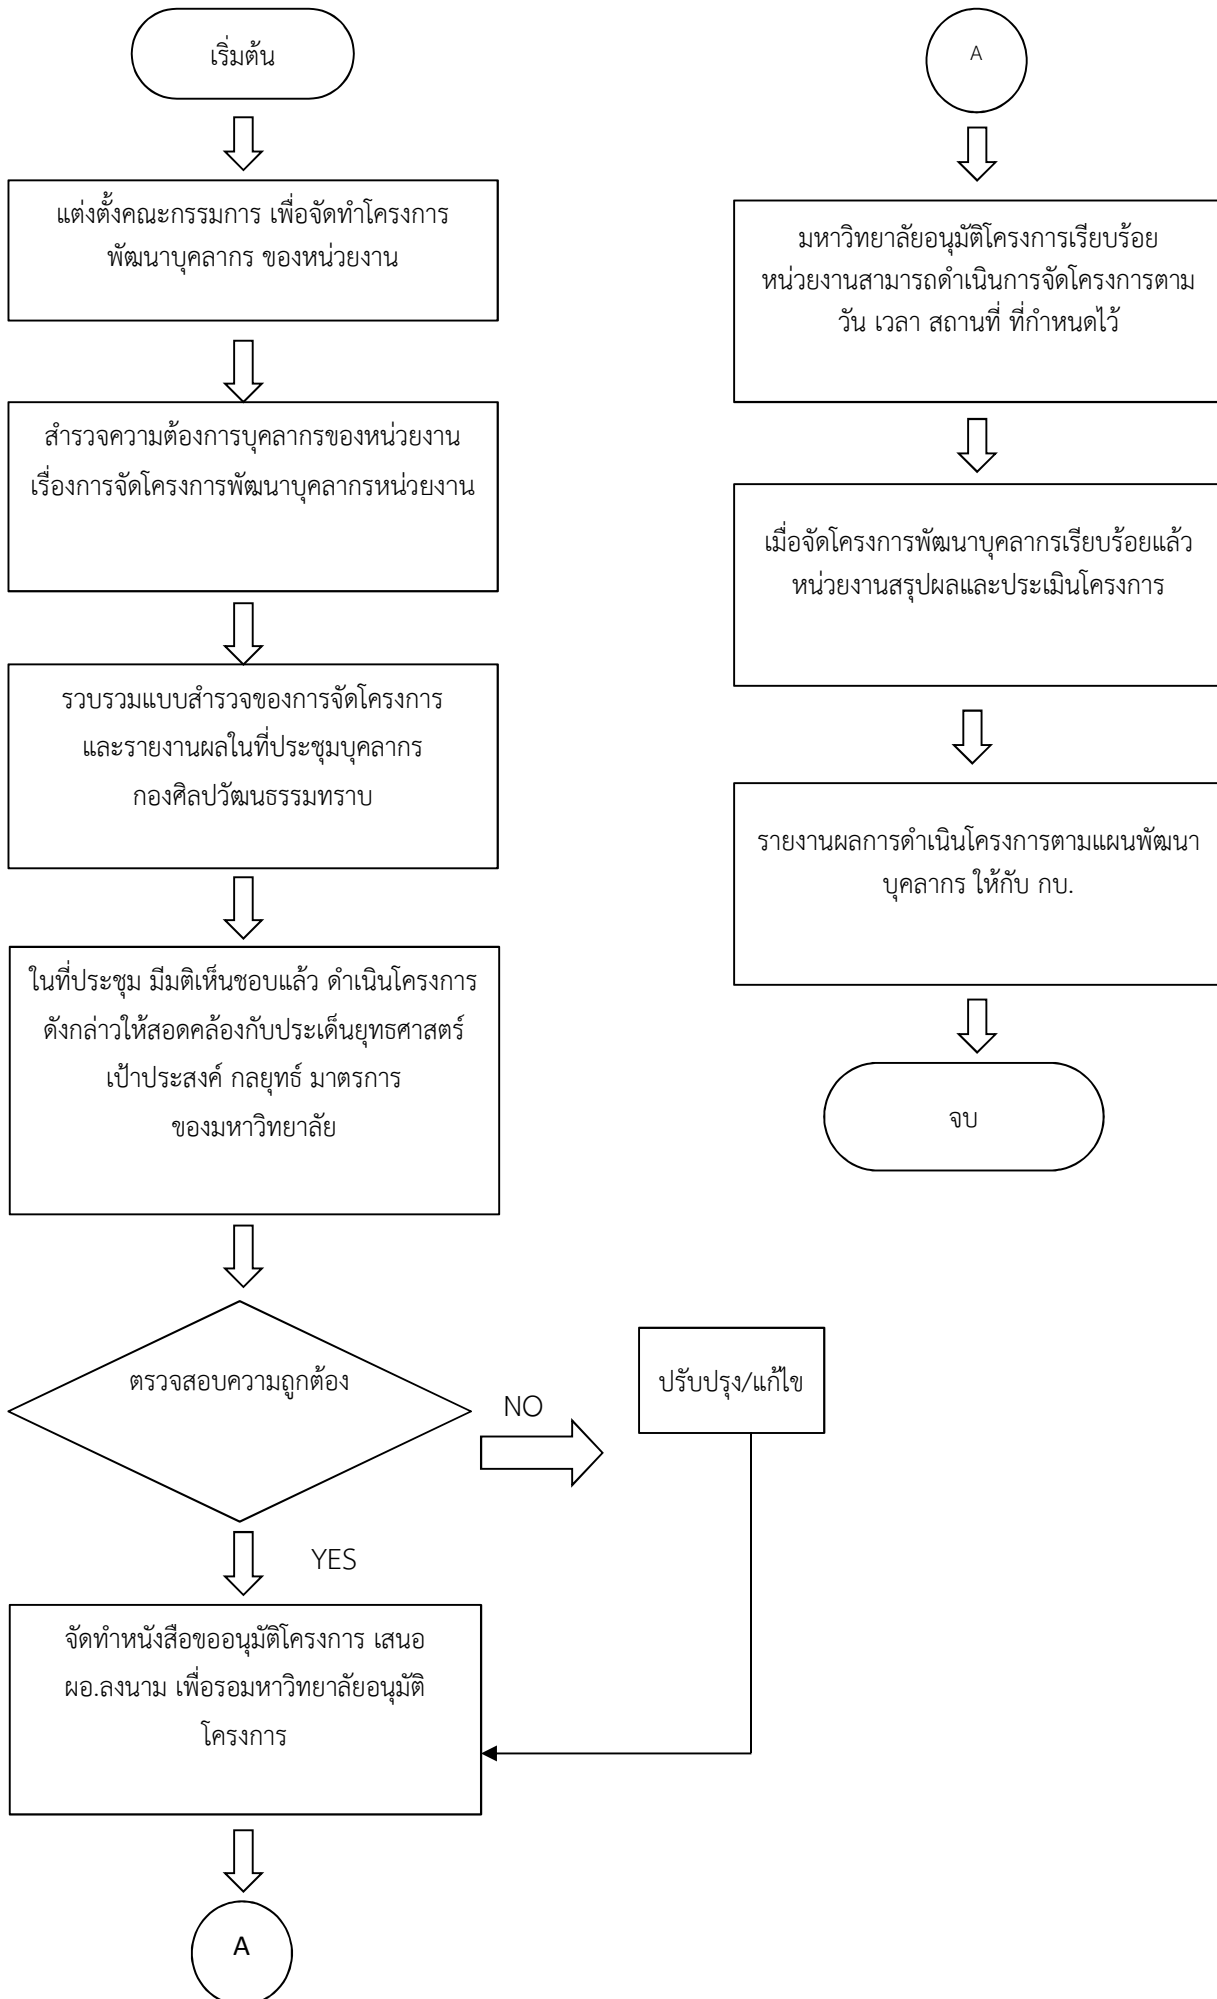 เริ่มต้น
แต่งตั้งคณะกรรมการ เพื่อจัดทำโครงการ
พัฒนาบุคลากร ของหน่วยงาน
สำรวจความต้องการบุคลากรของหน่วยงาน
เรื่องการจัดโครงการพัฒนาบุคลากรหน่วยงาน
รวบรวมแบบสำรวจของการจัดโครงการ
และรายงานผลในที่ประชุมบุคลากร
กองศิลปวัฒนธรรมทราบ
ในที่ประชุม มีมติเห็นชอบแล้ว ดำเนินโครงการ
ดังกล่าวให้สอดคล้องกับประเด็นยุทธศาสตร์
เป้าประสงค์ กลยุทธ์ มาตรการ
ของมหาวิทยาลัย
ตรวจสอบความถูกต้อง
NO
ปรับปรุง/แก้ไข
YES
จัดทำหนังสือขออนุมัติโครงการ เสนอ
ผอ.ลงนาม เพื่อรอมหาวิทยาลัยอนุมัติ
โครงการ
A
A
มหาวิทยาลัยอนุมัติโครงการเรียบร้อย
หน่วยงานสามารถดำเนินการจัดโครงการตาม
วัน เวลา สถานที่ ที่กำหนดไว้
เมื่อจัดโครงการพัฒนาบุคลากรเรียบร้อยแล้ว
หน่วยงานสรุปผลและประเมินโครงการ
รายงานผลการดำเนินโครงการตามแผนพัฒนา
บุคลากร ให้กับ กบ.
จบ